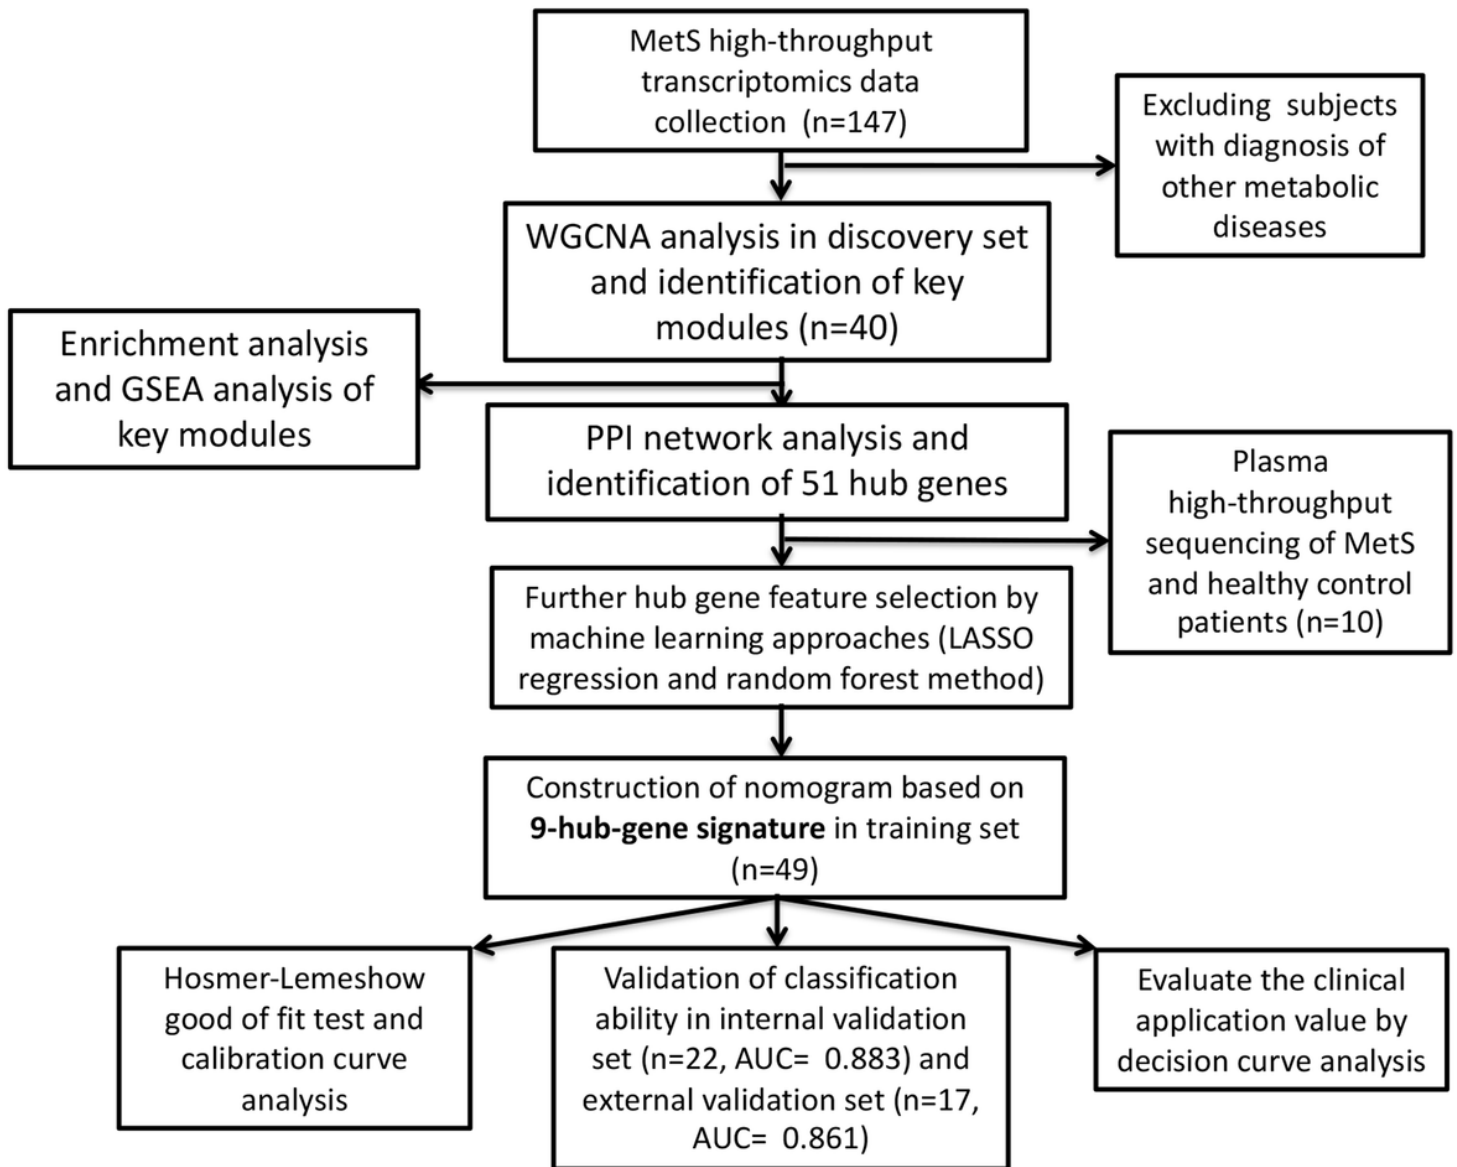 MetS high-throughput
transcriptomics data
collection (n=147)
Excluding subjects
with diagnosis of
other metabolic
diseases
WGCNA analysis in discovery set
and identification of key
modules (n=40)
Enrichment analysis
and GSEA analysis of
key modules
PPI network analysis and
identification of 51 hub genes
Plasma
high-throughput
sequencing of MetS
and healthy control
patients (n=10)
Further hub gene feature selection by
machine learning approaches (LASSO
regression and random forest method)
Construction of nomogram based on
9-hub-gene signature in training set
(n=49)
Hosmer-Lemeshow
good of fit test and
calibration curve
analysis
Validation of classification
ability in internal validation
set (n=22, AUC= 0.883) and
external validation set (n=17,
AUC= 0.861)
Evaluate the clinical
application value by
decision curve analysis